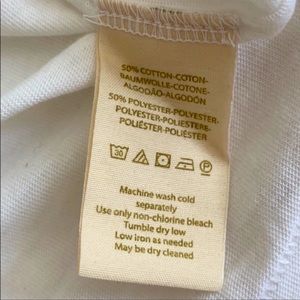 50% COTTON-COTON-
BAUMWOLLE-COTONE-
ALGODÃO-ALGODÓN
50% POLYESTER-POLYESTER-
POLYESTER-POLIESTERE-
POLIÉSTER-POLIÉSTER
30 P
Machine wash cold
separately
Use only non-chlorine bleach
Tumble dry low
Low iron as needed
May be dry cleaned